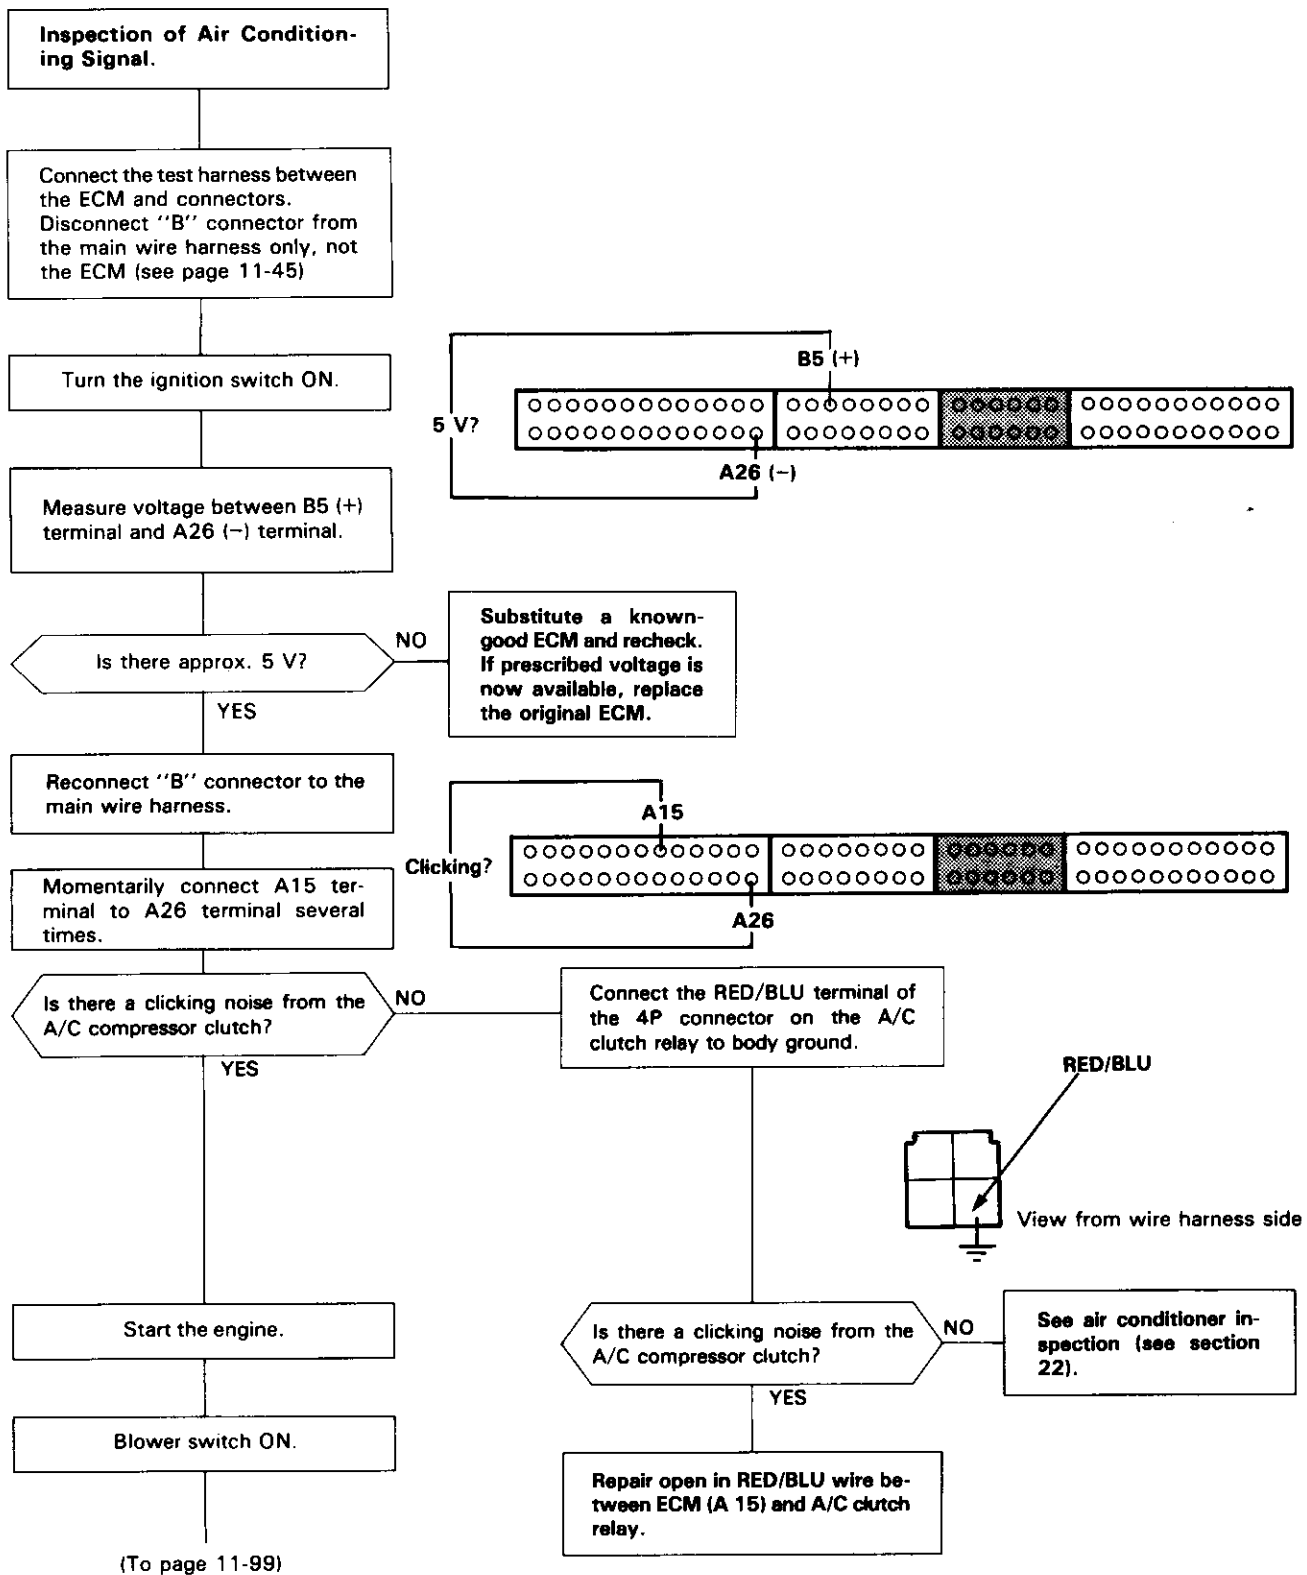 Inspection of Air Condition-
ing Signal.
Connect the test harness between
the ECM and connectors.
Disconnect ''B'' connector from
the main wire harness only, not
the ECM (see page 11-45)
Turn the ignition switch ON.
B5 (+)
5 V?
A26 (−)
Measure voltage between B5 (+)
terminal and A26 (−) terminal.
Is there approx. 5 V?
NO
YES
Substitute a known-
good ECM and recheck.
If prescribed voltage is
now available, replace
the original ECM.
Reconnect ''B'' connector to the
main wire harness.
A15
Clicking?
A26
Momentarily connect A15 ter-
minal to A26 terminal several
times.
Is there a clicking noise from the
A/C compressor clutch?
NO
YES
Connect the RED/BLU terminal of
the 4P connector on the A/C
clutch relay to body ground.
RED/BLU
View from wire harness side
Start the engine.
Is there a clicking noise from the
A/C compressor clutch?
NO
YES
See air conditioner in-
spection (see section
22).
Blower switch ON.
Repair open in RED/BLU wire be-
tween ECM (A 15) and A/C clutch
relay.
(To page 11-99)